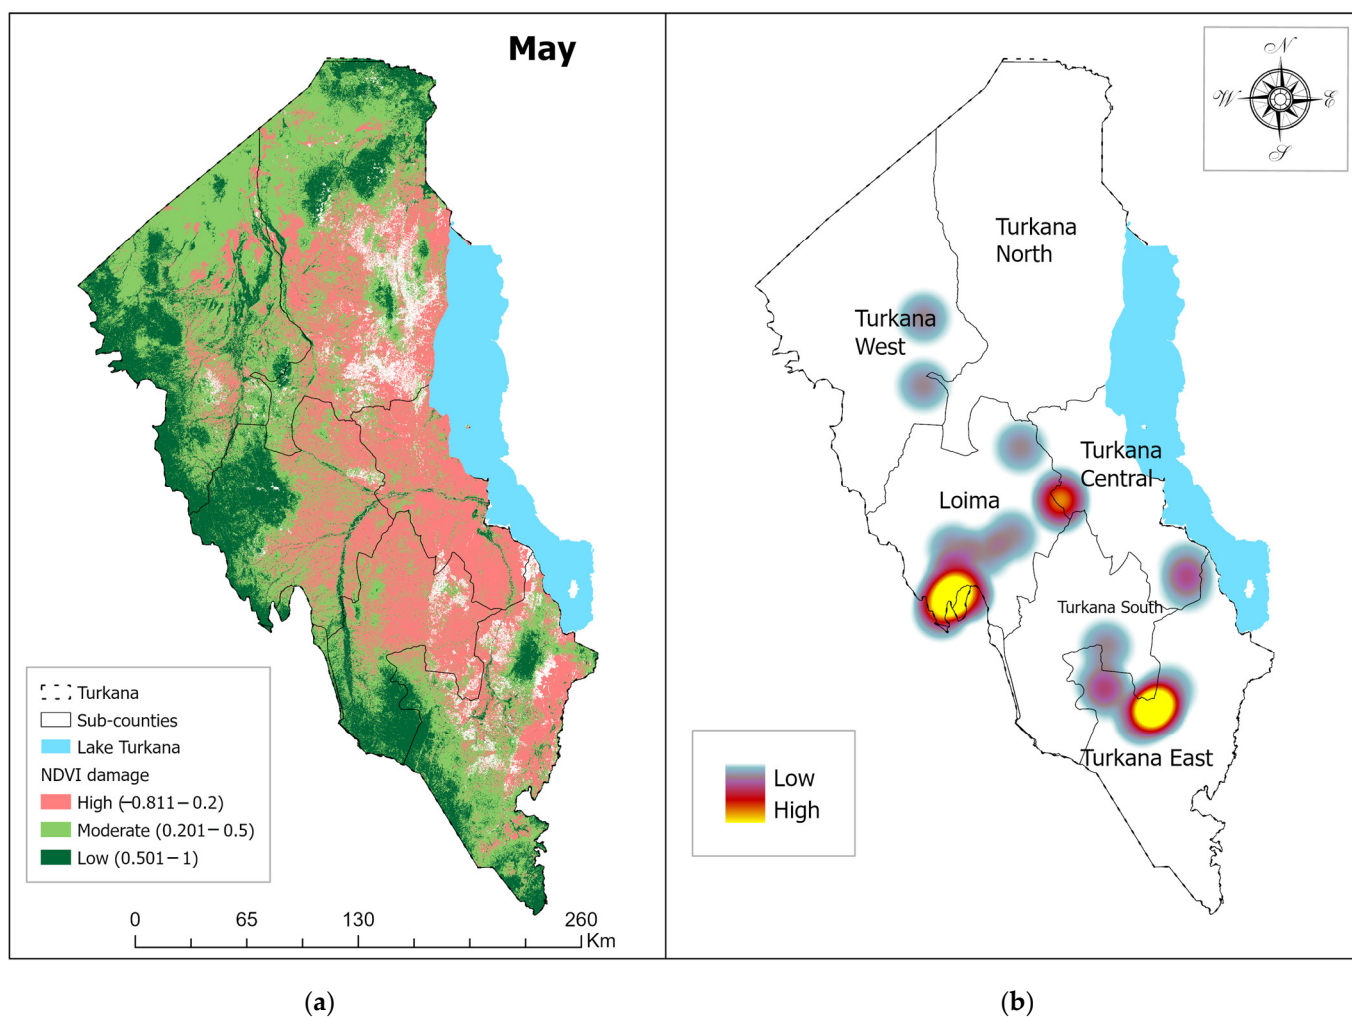 May
Turkana
Sub-counties
Lake Turkana
NDVI damage
High (−0.811−0.2)
Moderate (0.201−0.5)
Low (0.501−1)
0 65 130 260
Km
N
W E
S
Turkana
North
Turkana
West
Turkana
Central
Loima
Turkana South
Turkana East
Low
High
(a) (b)